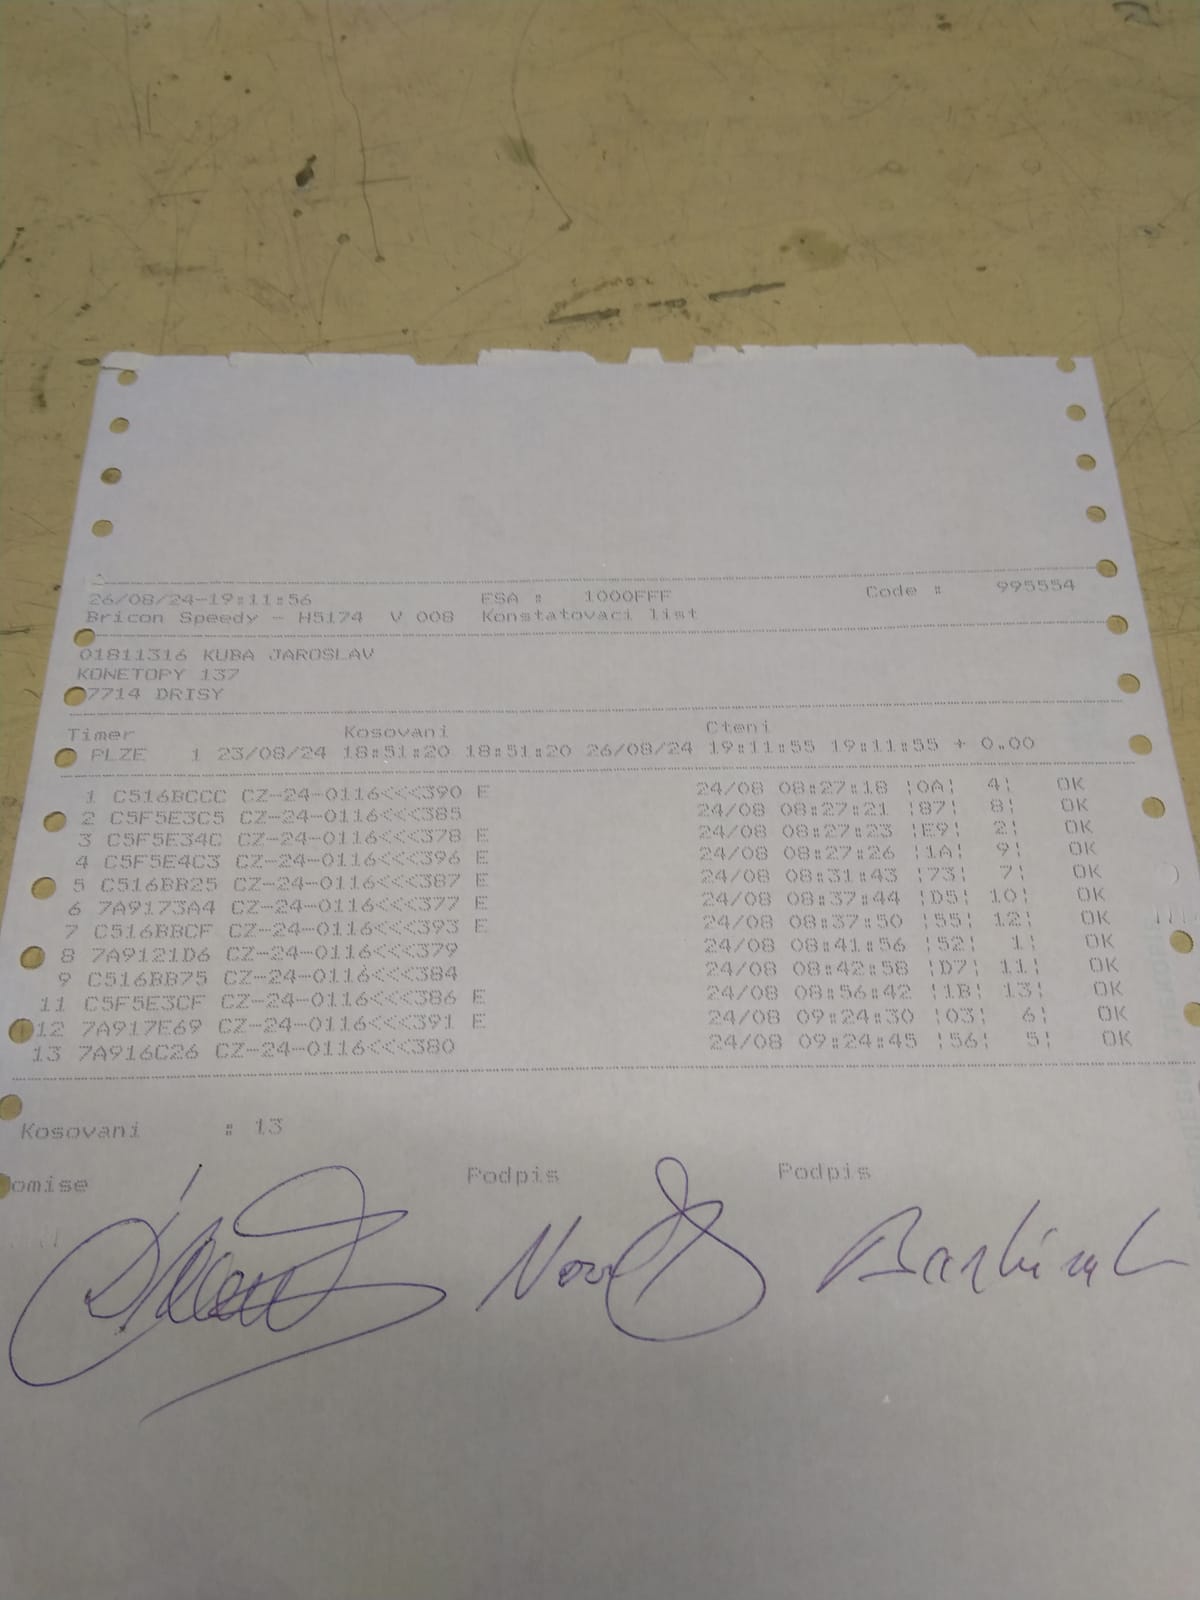 26/08/24-19:11:56 ESA : 1000FFF Code : 995554
Bricon Speedy - H5174 V 008 Konstatovaci list
01811316 KUBA JAROSLAV
KONETOPY 137
7714 DRISY
Timer Kosovani Cteni
PLZE 1 23/08/24 18:51:20 18:51:20 26/08/24 19:11:55 19:11:55 + 0.00
1 C516BCCC CZ-24-0116<<<390 E 24/08 08:27:18 ¦0A¦ 4¦ OK
2 C5F5E3C5 CZ-24-0116<<<385 24/08 08:27:21 ¦87¦ 8¦ OK
3 C5F5E34C CZ-24-0116<<<378 E 24/08 08:27:23 ¦E9¦ 2¦ OK
4 C5F5E4C3 CZ-24-0116<<<396 E 24/08 08:27:26 ¦1A¦ 9¦ OK
5 C516BB25 CZ-24-0116<<<387 E 24/08 08:31:43 ¦73¦ 7¦ OK
6 7A9173A4 CZ-24-0116<<<377 E 24/08 08:37:44 ¦D5¦ 10¦ OK
7 C516BBCF CZ-24-0116<<<393 E 24/08 08:37:50 ¦55¦ 12¦ OK
8 7A9121D6 CZ-24-0116<<<379 24/08 08:41:56 ¦52¦ 1¦ OK
9 C516BB75 CZ-24-0116<<<384 24/08 08:42:58 ¦D7¦ 11¦ OK
11 C5F5E3CF CZ-24-0116<<<386 E 24/08 08:56:42 ¦1B¦ 13¦ OK
12 7A917E69 CZ-24-0116<<<391 E 24/08 09:24:30 ¦03¦ 6¦ OK
13 7A916C26 CZ-24-0116<<<380 24/08 09:24:45 ¦56¦ 5¦ OK
Kosovani : 13
omise Podpis Podpis